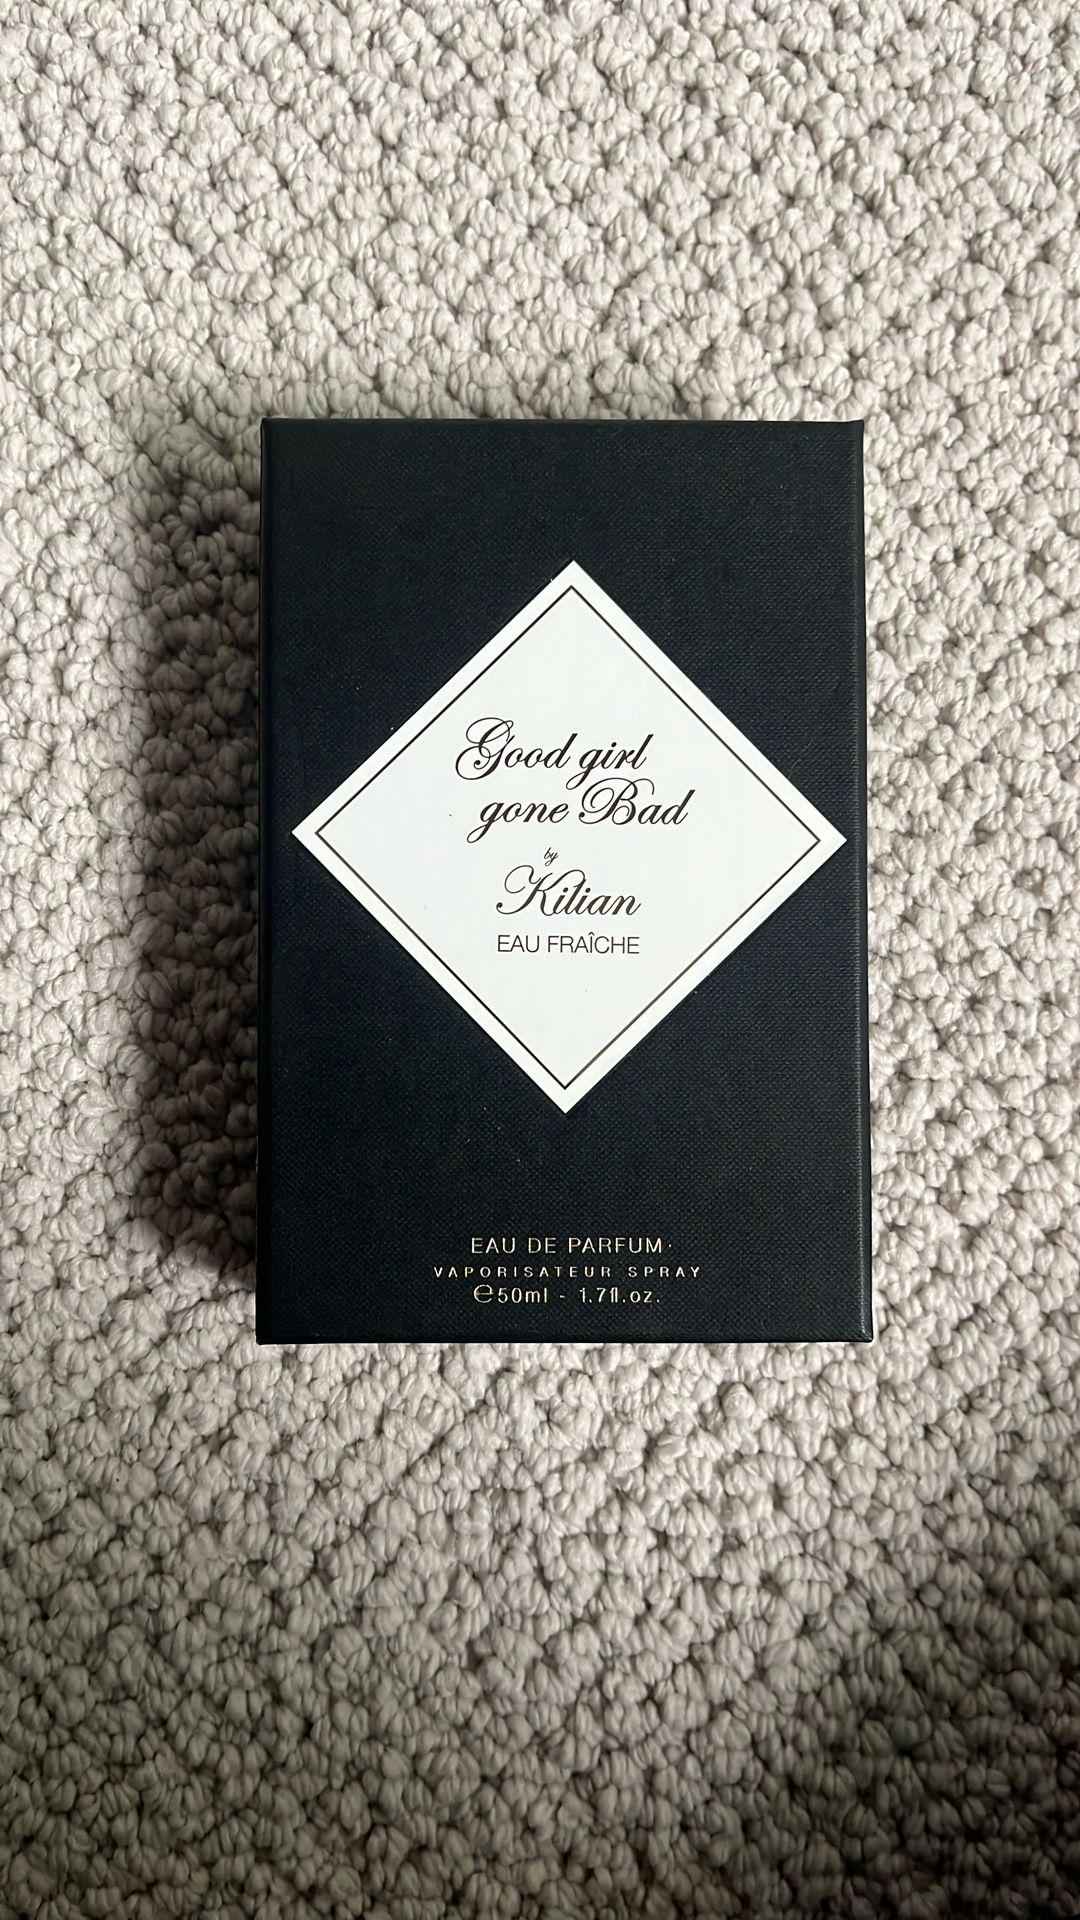 Good girl
gone Bad
by
Kilian
EAU FRAÎCHE
EAU DE PARFUM
VAPORISATEUR SPRAY
℮50ml - 1.7fl.oz.